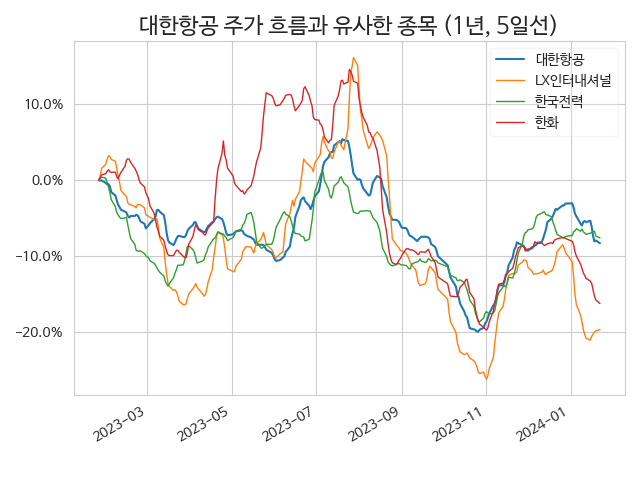 대한항공 주가 흐름과 유사한 종목 (1년, 5일선)
대한항공
LX인터내셔널
한국전력
한화
10.0%
0.0%
−10.0%
−20.0%
2023-03
2023-05
2023-07
2023-09
2023-11
2024-01